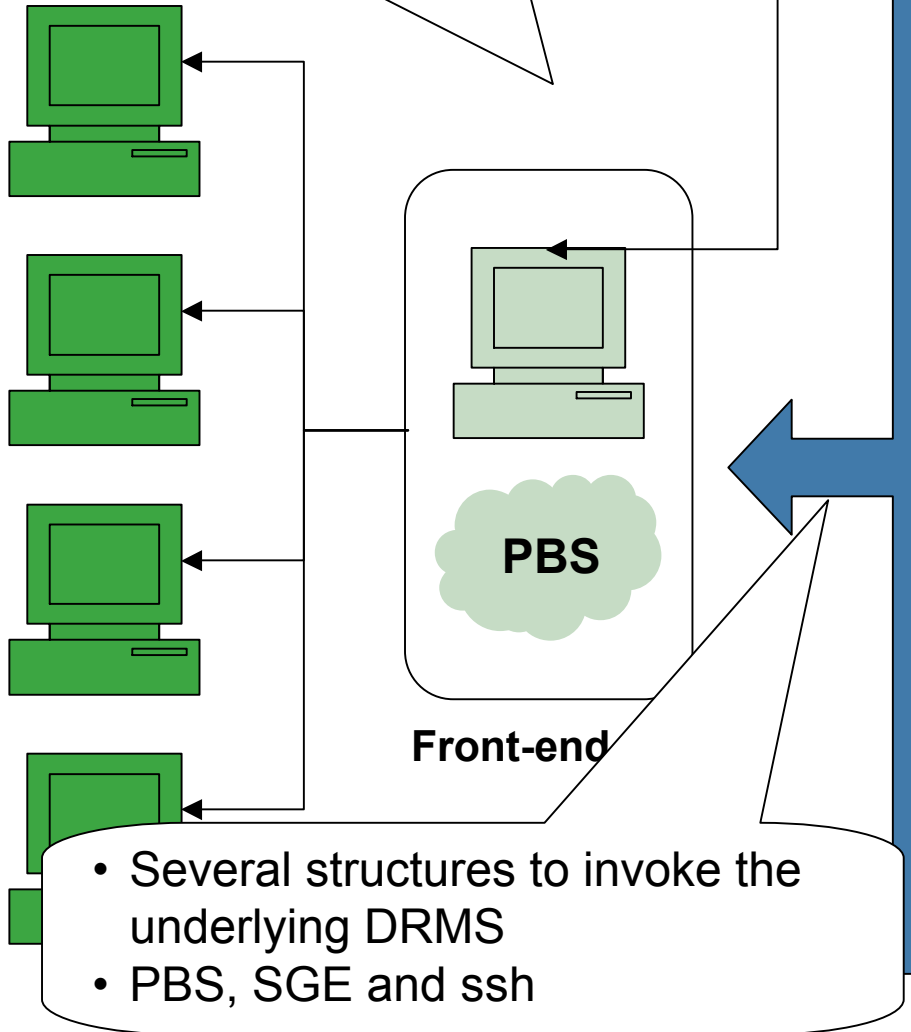 PBS
Front-end
• Several structures to invoke the
underlying DRMS
• PBS, SGE and ssh